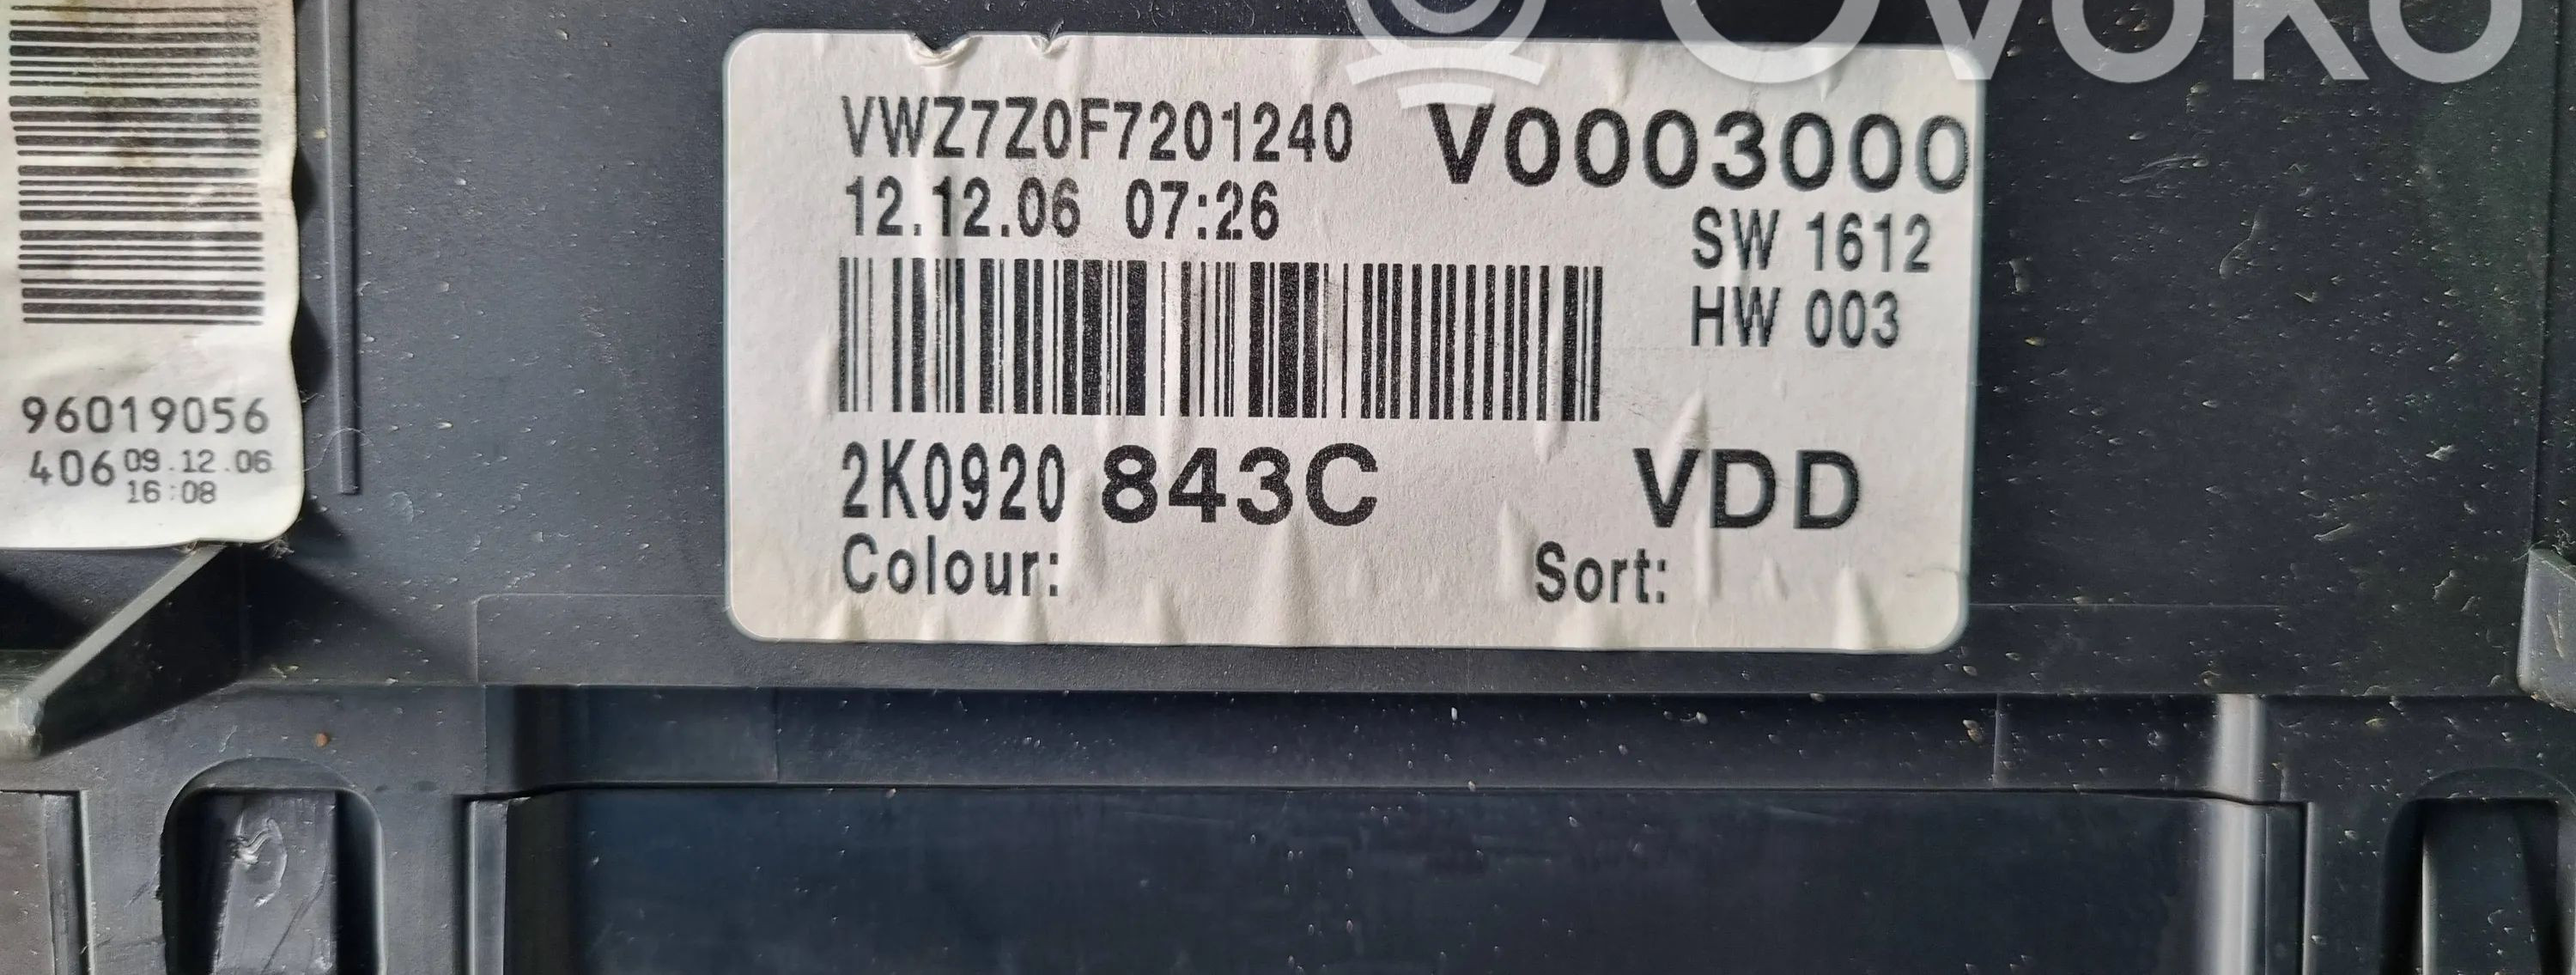 OVOKO
VWZ7Z0F7201240 V0003000
12.12.06 07:26
SW 1612
HW 003
2K0920 843C VDD
Colour: Sort:
96019056
406 09.12.06
16:08